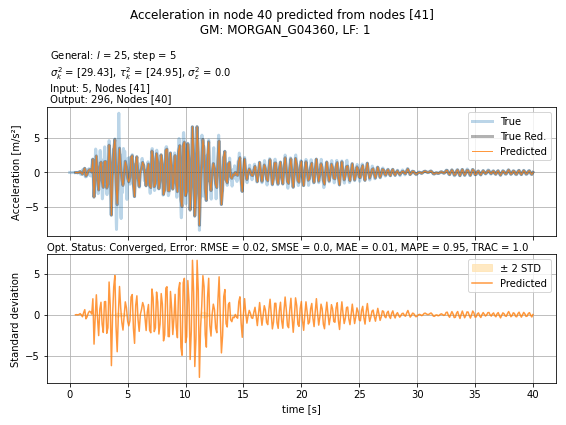 Acceleration in node 40 predicted from nodes [41]
GM: MORGAN_G04360, LF: 1
General: l = 25, step = 5
σ_k² = [29.43], τ_k² = [24.95], σ_ε² = 0.0
Input: 5, Nodes [41]
Output: 296, Nodes [40]
Acceleration [m/s²]
5
0
−5
True
True Red.
Predicted
Opt. Status: Converged, Error: RMSE = 0.02, SMSE = 0.0, MAE = 0.01, MAPE = 0.95, TRAC = 1.0
Standard deviation
5
0
−5
± 2 STD
Predicted
0 5 10 15 20 25 30 35 40
time [s]